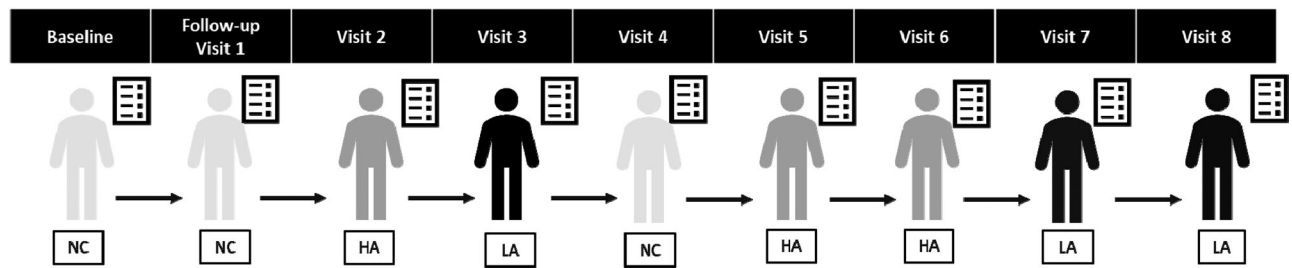 Baseline
Follow-up
Visit 1
Visit 2
Visit 3
Visit 4
Visit 5
Visit 6
Visit 7
Visit 8
NC
NC
HA
LA
NC
HA
HA
LA
LA